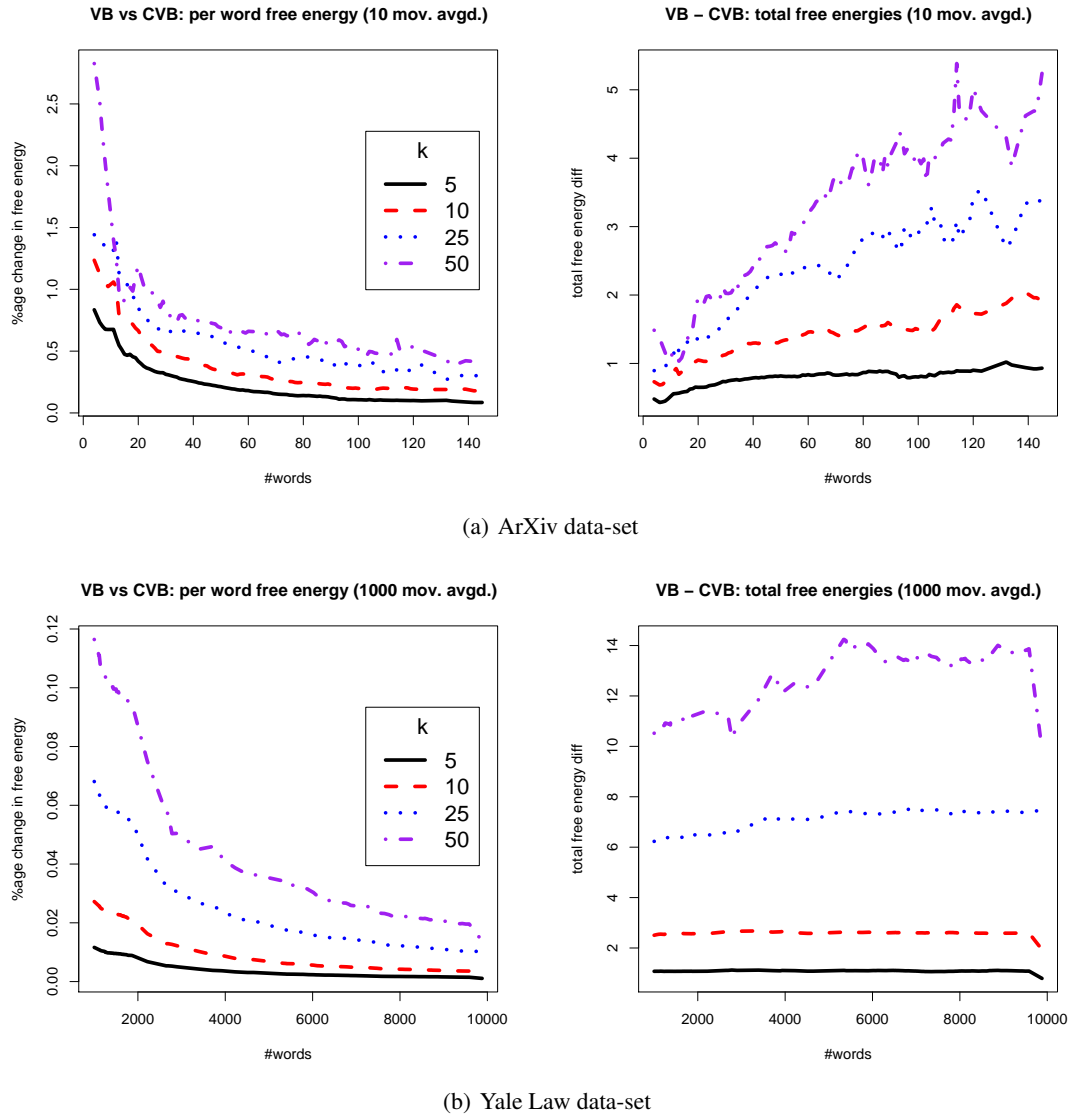 VB vs CVB: per word free energy (10 mov. avgd.)
%age change in free energy
2.5
2.0
1.5
1.0
0.5
0.0
k
5
10
25
50
0 20 40 60 80 100 120 140
#words
VB − CVB: total free energies (10 mov. avgd.)
total free energy diff
5
4
3
2
1
0 20 40 60 80 100 120 140
#words
(a) ArXiv data-set
VB vs CVB: per word free energy (1000 mov. avgd.)
%age change in free energy
0.12
0.10
0.08
0.06
0.04
0.02
0.00
k
5
10
25
50
2000 4000 6000 8000 10000
#words
VB − CVB: total free energies (1000 mov. avgd.)
total free energy diff
14
12
10
8
6
4
2
2000 4000 6000 8000 10000
#words
(b) Yale Law data-set